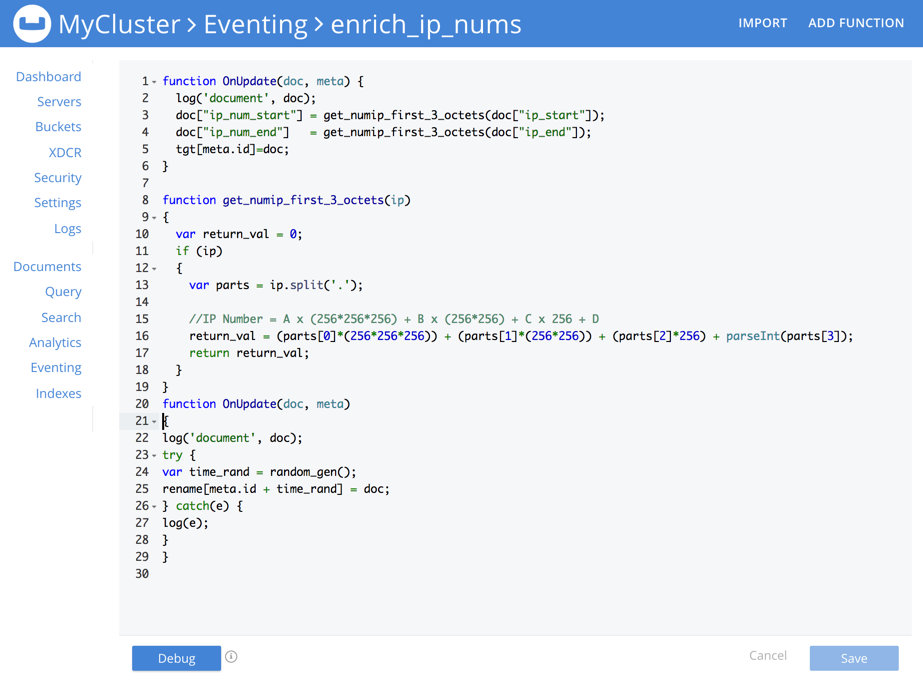 MyCluster > Eventing > enrich_ip_nums
IMPORT
ADD FUNCTION
Dashboard
Servers
Buckets
XDCR
Security
Settings
Logs
Documents
Query
Search
Analytics
Eventing
Indexes
1 function OnUpdate(doc, meta) {
2   log('document', doc);
3   doc["ip_num_start"] = get_numip_first_3_octets(doc["ip_start"]);
4   doc["ip_num_end"]   = get_numip_first_3_octets(doc["ip_end"]);
5   tgt[meta.id]=doc;
6 }
7
8 function get_numip_first_3_octets(ip)
9 {
10   var return_val = 0;
11   if (ip)
12   {
13     var parts = ip.split('.');
14
15     //IP Number = A x (256*256*256) + B x (256*256) + C x 256 + D
16     return_val = (parts[0]*(256*256*256)) + (parts[1]*(256*256)) + (parts[2]*256) + parseInt(parts[3]);
17     return return_val;
18   }
19 }
20 function OnUpdate(doc, meta)
21 {
22 log('document', doc);
23 try {
24 var time_rand = random_gen();
25 rename[meta.id + time_rand] = doc;
26 } catch(e) {
27 log(e);
28 }
29 }
30
Debug
Cancel
Save